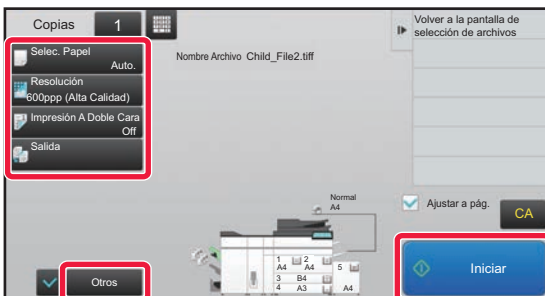 Copias 1
Volver a la pantalla de
selección de archivos
Selec. Papel
Auto.
Nombre Archivo Child_File2.tiff
Resolución
600ppp (Alta Calidad)
Impresión A Doble Cara
Off
Salida
Normal
A4
Ajustar a pág.
CA
1 2
A4 A4 5
3 B4
4 A3 A4
Otros
Iniciar